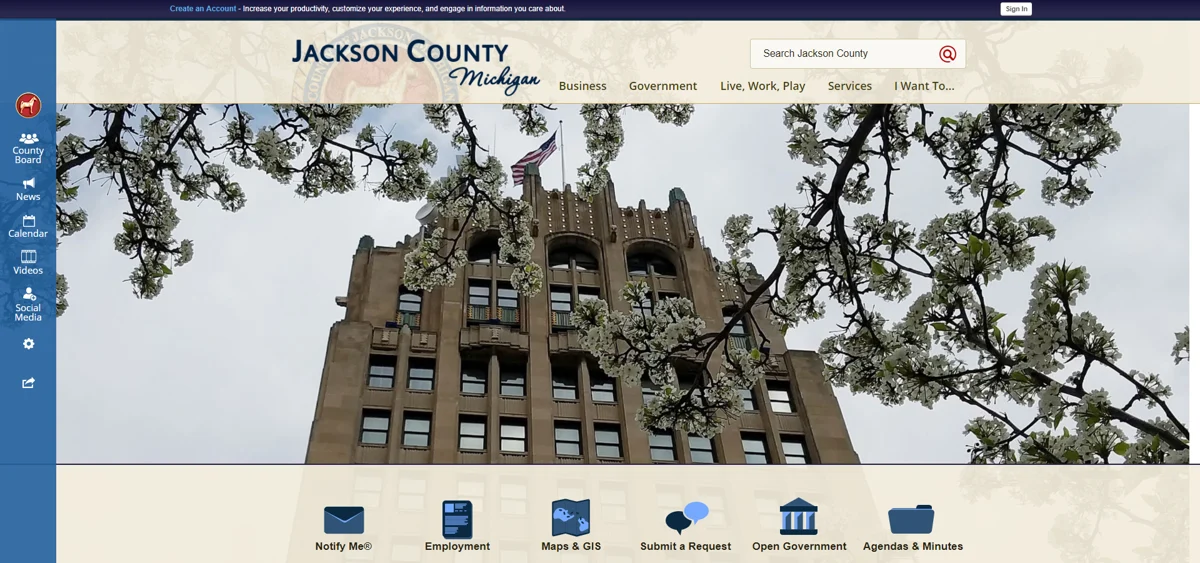 Create an Account - Increase your productivity, customize your experience, and engage in information you care about.
Sign In
JACKSON COUNTY
Michigan
Search Jackson County
Business
Government
Live, Work, Play
Services
I Want To...
County
Board
News
Calendar
Videos
Social
Media
Notify Me®
Employment
Maps & GIS
Submit a Request
Open Government
Agendas & Minutes